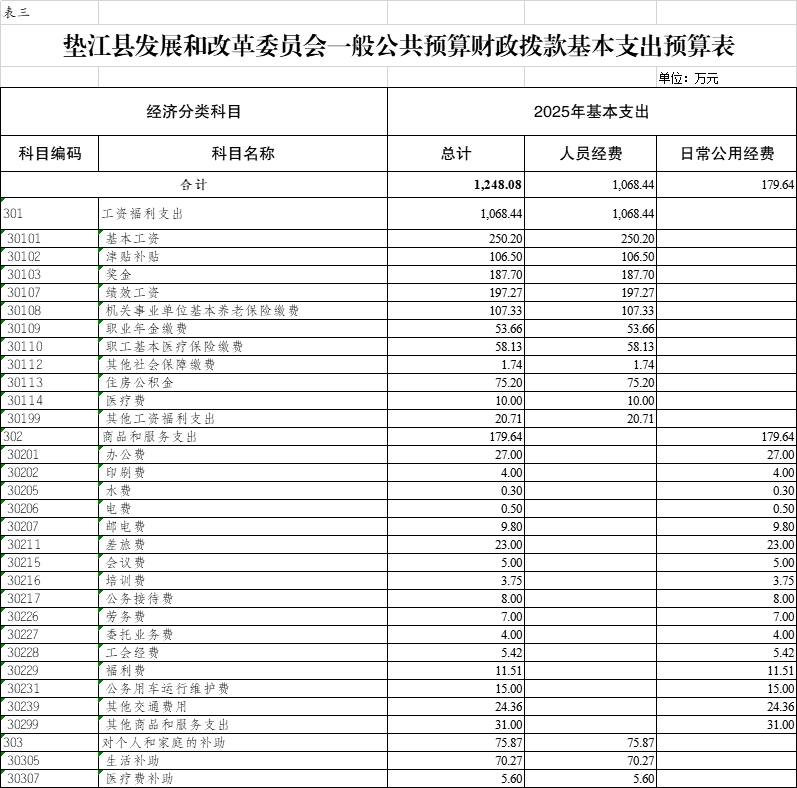 表三
垫江县发展和改革委员会一般公共预算财政拨款基本支出预算表
单位：万元
经济分类科目 2025年基本支出
科目编码 科目名称 总计 人员经费 日常公用经费
合计 1,248.08 1,068.44 179.64
301 工资福利支出 1,068.44 1,068.44
30101 基本工资 250.20 250.20
30102 津贴补贴 106.50 106.50
30103 奖金 187.70 187.70
30107 绩效工资 197.27 197.27
30108 机关事业单位基本养老保险缴费 107.33 107.33
30109 职业年金缴费 53.66 53.66
30110 职工基本医疗保险缴费 58.13 58.13
30112 其他社会保障缴费 1.74 1.74
30113 住房公积金 75.20 75.20
30114 医疗费 10.00 10.00
30199 其他工资福利支出 20.71 20.71
302 商品和服务支出 179.64 179.64
30201 办公费 27.00 27.00
30202 印刷费 4.00 4.00
30205 水费 0.30 0.30
30206 电费 0.50 0.50
30207 邮电费 9.80 9.80
30211 差旅费 23.00 23.00
30215 会议费 5.00 5.00
30216 培训费 3.75 3.75
30217 公务接待费 8.00 8.00
30226 劳务费 7.00 7.00
30227 委托业务费 4.00 4.00
30228 工会经费 5.42 5.42
30229 福利费 11.51 11.51
30231 公务用车运行维护费 15.00 15.00
30239 其他交通费用 24.36 24.36
30299 其他商品和服务支出 31.00 31.00
303 对个人和家庭的补助 75.87 75.87
30305 生活补助 70.27 70.27
30307 医疗费补助 5.60 5.60